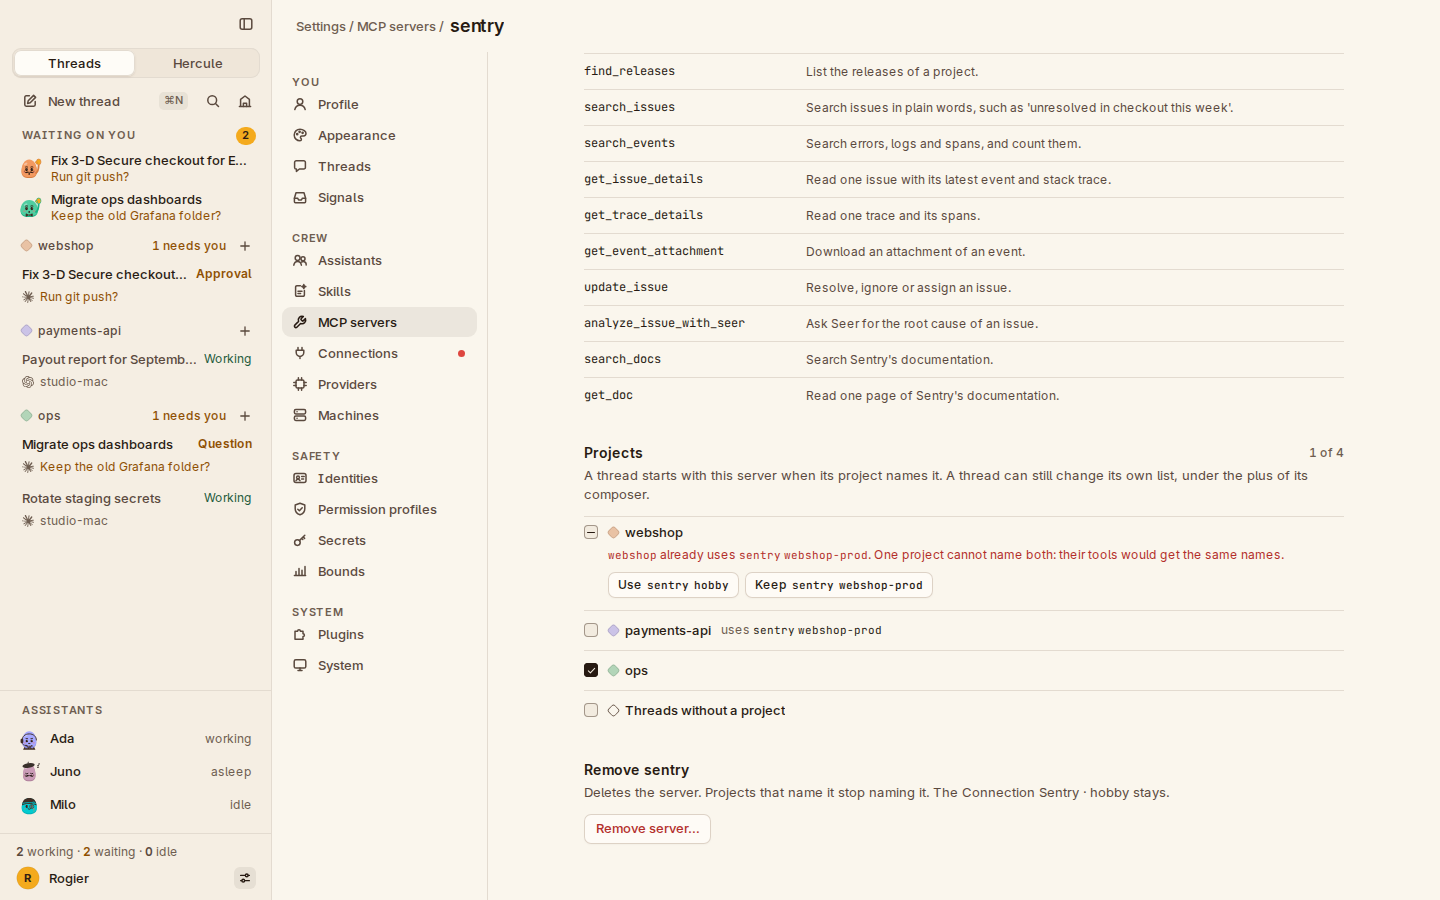 Threads
Hercule
New thread
⌘N
WAITING ON YOU
2
Fix 3-D Secure checkout for E...
Run git push?
Migrate ops dashboards
Keep the old Grafana folder?
webshop
1 needs you
Fix 3-D Secure checkout...
Approval
Run git push?
payments-api
Payout report for Septemb...
Working
studio-mac
ops
1 needs you
Migrate ops dashboards
Question
Keep the old Grafana folder?
Rotate staging secrets
Working
studio-mac
ASSISTANTS
Ada
working
Juno
asleep
Milo
idle
2 working · 2 waiting · 0 idle
R
Rogier
Settings / MCP servers / sentry
YOU
Profile
Appearance
Threads
Signals
CREW
Assistants
Skills
MCP servers
Connections
Providers
Machines
SAFETY
Identities
Permission profiles
Secrets
Bounds
SYSTEM
Plugins
System
find_releases
List the releases of a project.
search_issues
Search issues in plain words, such as 'unresolved in checkout this week'.
search_events
Search errors, logs and spans, and count them.
get_issue_details
Read one issue with its latest event and stack trace.
get_trace_details
Read one trace and its spans.
get_event_attachment
Download an attachment of an event.
update_issue
Resolve, ignore or assign an issue.
analyze_issue_with_seer
Ask Seer for the root cause of an issue.
search_docs
Search Sentry's documentation.
get_doc
Read one page of Sentry's documentation.
Projects
1 of 4
A thread starts with this server when its project names it. A thread can still change its own list, under the plus of its
composer.
webshop
webshop already uses sentry webshop-prod. One project cannot name both: their tools would get the same names.
Use sentry hobby
Keep sentry webshop-prod
payments-api uses sentry webshop-prod
ops
Threads without a project
Remove sentry
Deletes the server. Projects that name it stop naming it. The Connection Sentry · hobby stays.
Remove server...